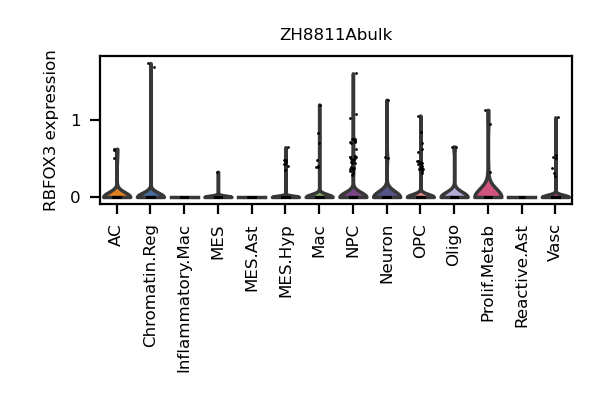 ZH8811Abulk
RBFOX3 expression
1
0
AC
Chromatin.Reg
Inflammatory.Mac
MES
MES.Ast
MES.Hyp
Mac
NPC
Neuron
OPC
Oligo
Prolif.Metab
Reactive.Ast
Vasc